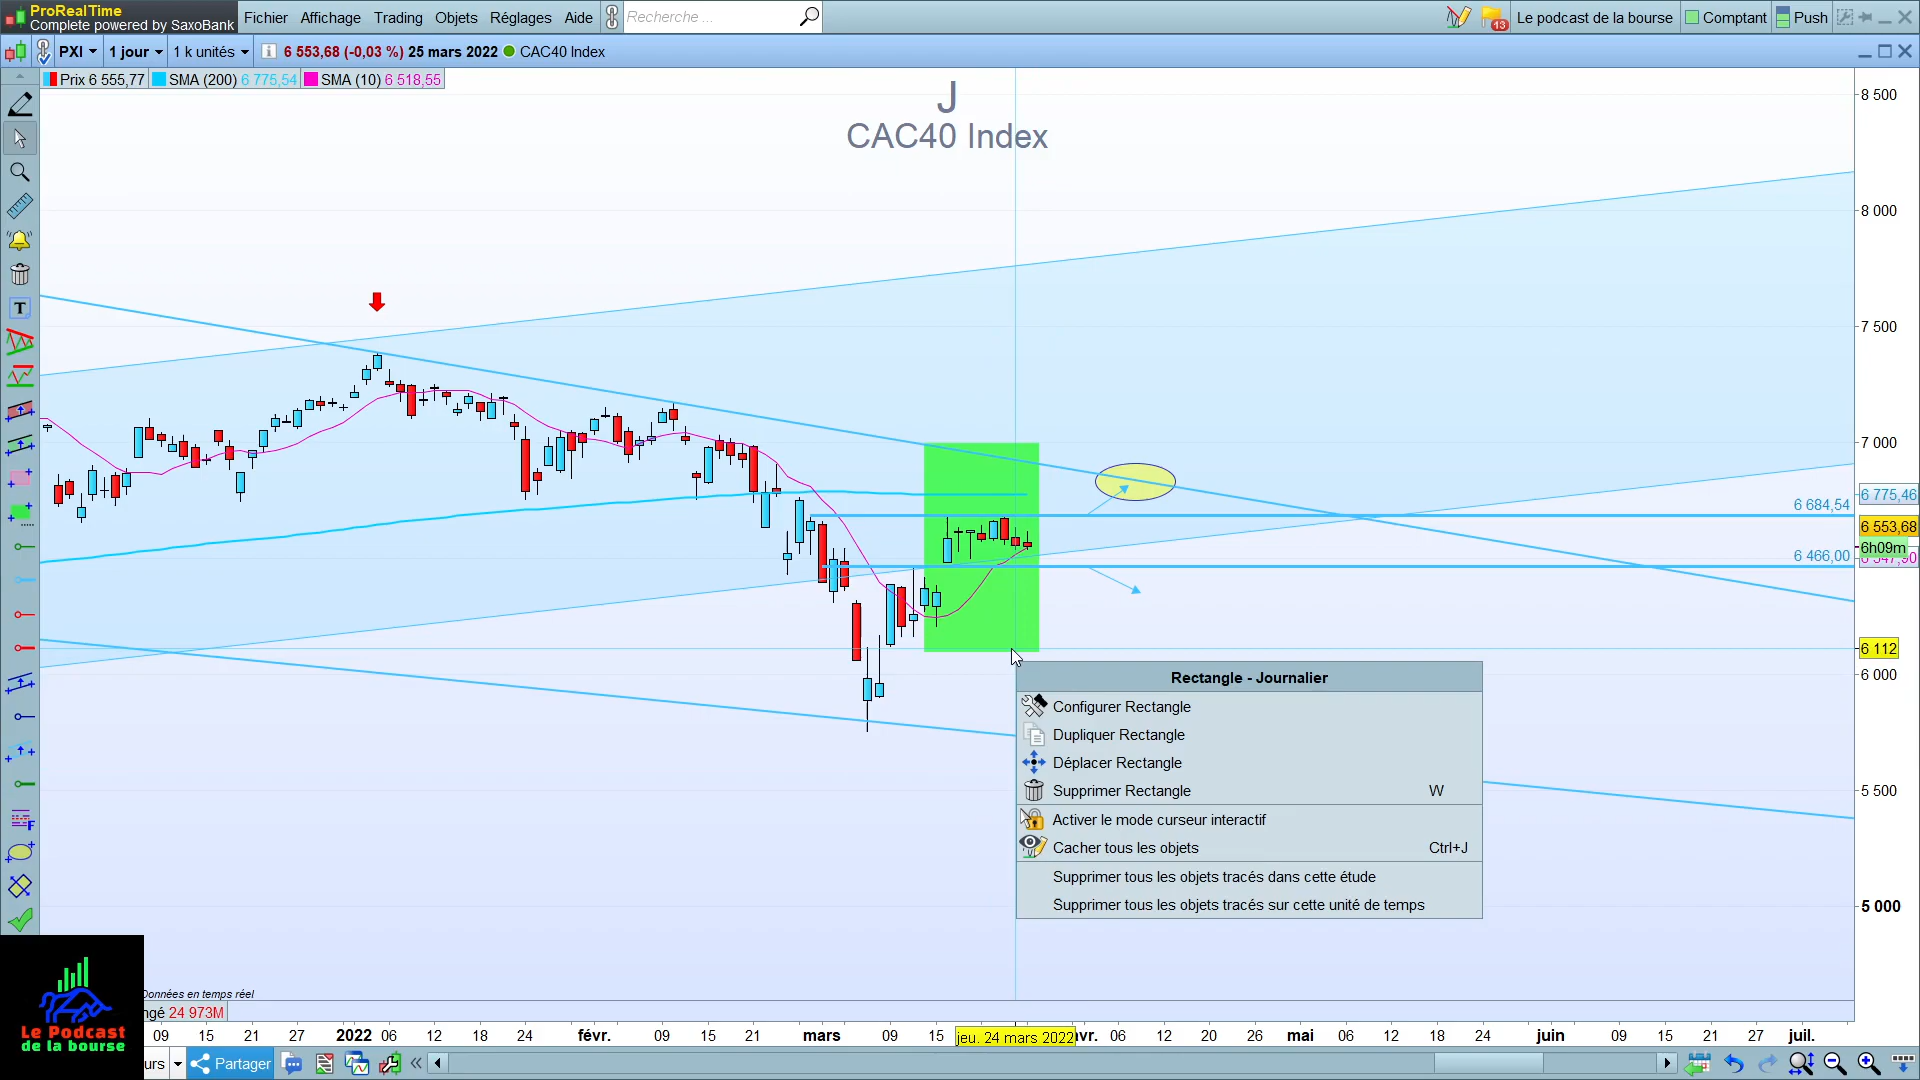 ProRealTime
Complete powered by SaxoBank
Fichier Affichage Trading Objets Réglages Aide
Recherche ...
13
Le podcast de la bourse
Comptant
Push
PXI 1 jour 1 k unités
i
6 553,68 (-0,03 %) 25 mars 2022 CAC40 Index
Prix 6 555,77 SMA (200) 6 775,54 SMA (10) 6 518,55
J
CAC40 Index
8 500
8 000
7 500
7 000
6 775,46
6 684,54
6 553,68
6h09m
6 466,00
6 112
6 000
5 500
5 000
T
F
Rectangle - Journalier
Configurer Rectangle
Dupliquer Rectangle
Déplacer Rectangle
Supprimer Rectangle W
Activer le mode curseur interactif
Cacher tous les objets Ctrl+J
Supprimer tous les objets tracés dans cette étude
Supprimer tous les objets tracés sur cette unité de temps
Données en temps réel
ngé 24 973M
09 15 21 27 2022 06 12 18 24 févr. 09 15 21 mars 09 15 jeu. 24 mars 2022 vr. 06 12 20 26 mai 06 12 18 24 juin 09 15 21 27 juil.
Le Podcast
de la bourse
urs Partager